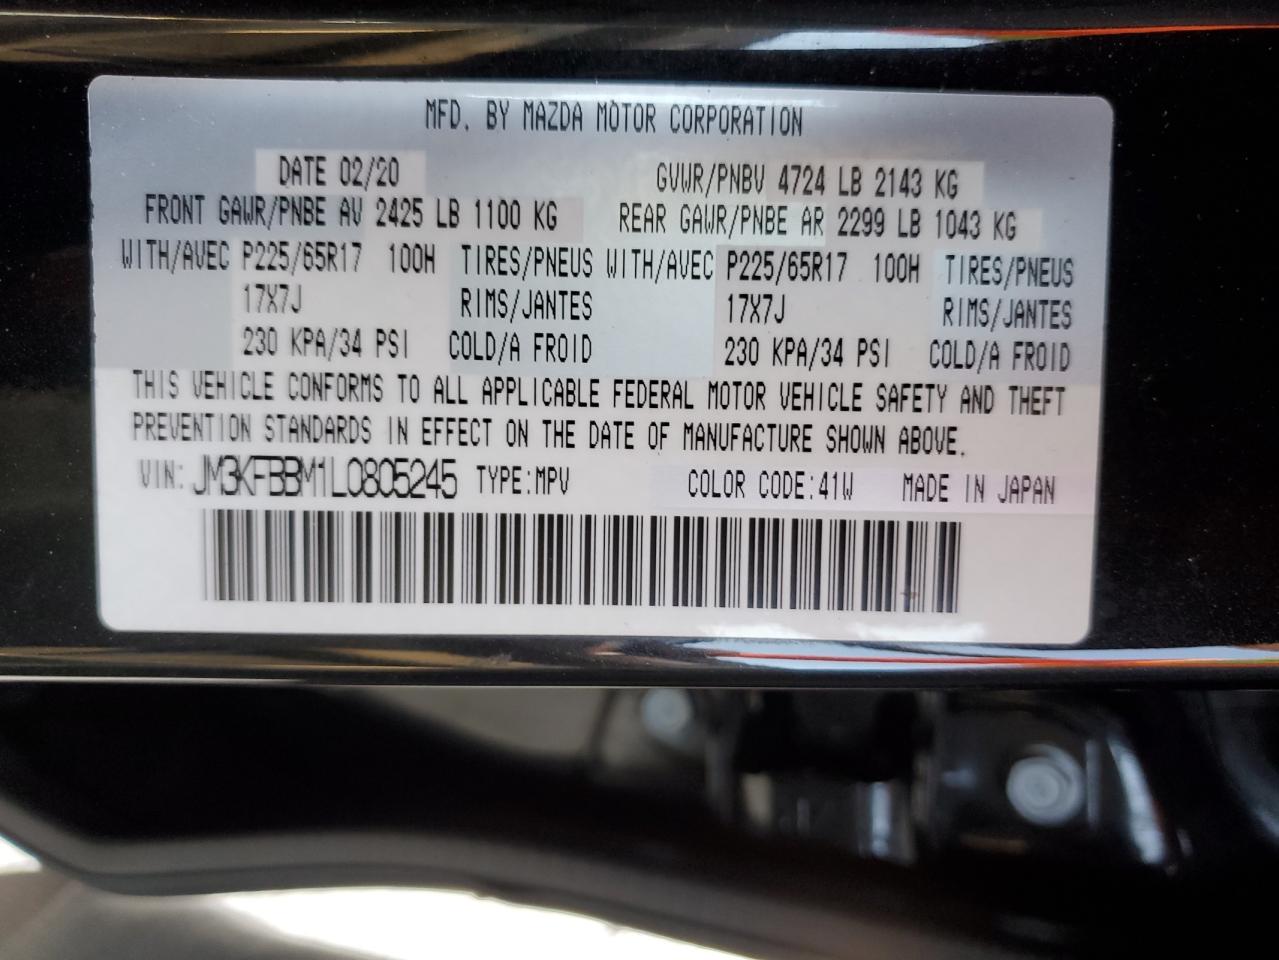 MFD. BY MAZDA MOTOR CORPORATION
DATE 02/20 GVWR/PNBV 4724 LB 2143 KG
FRONT GAWR/PNBE AV 2425 LB 1100 KG REAR GAWR/PNBE AR 2299 LB 1043 KG
WITH/AVEC P225/65R17 100H TIRES/PNEUS WITH/AVEC P225/65R17 100H TIRES/PNEUS
17X7J RIMS/JANTES 17X7J RIMS/JANTES
230 KPA/34 PSI COLD/A FROID 230 KPA/34 PSI COLD/A FROID
THIS VEHICLE CONFORMS TO ALL APPLICABLE FEDERAL MOTOR VEHICLE SAFETY AND THEFT
PREVENTION STANDARDS IN EFFECT ON THE DATE OF MANUFACTURE SHOWN ABOVE.
VIN: JM3KFBBM1L0805245 TYPE:MPV COLOR CODE:41W MADE IN JAPAN